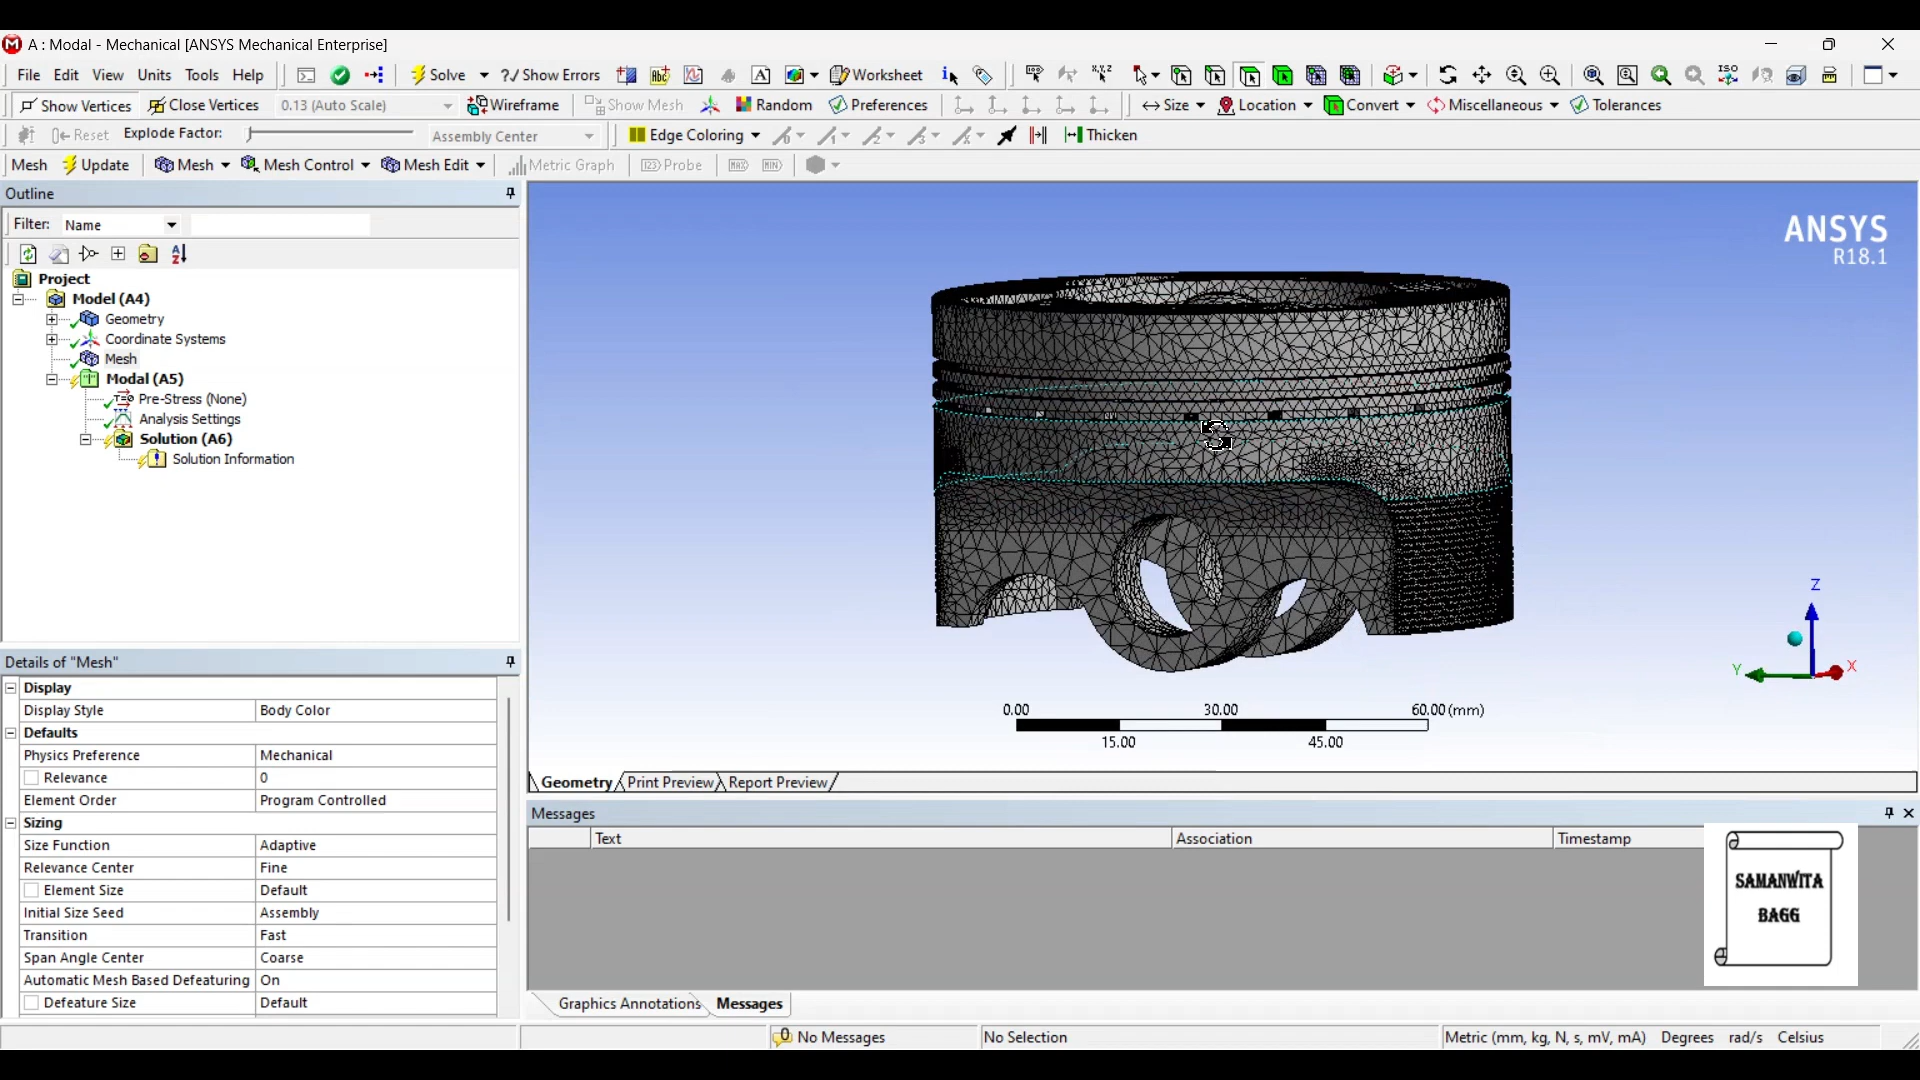 A : Modal - Mechanical [ANSYS Mechanical Enterprise]
File Edit View Units Tools Help Solve ?/ Show Errors Worksheet
Show Vertices Close Vertices 0.13 (Auto Scale) Wireframe Show Mesh Random Preferences Size Location Convert Miscellaneous Tolerances
Reset Explode Factor: Assembly Center Edge Coloring Thicken
Mesh Update Mesh Mesh Control Mesh Edit Metric Graph Probe MAX MIN
Outline
Filter: Name
Project
Model (A4)
Geometry
Coordinate Systems
Mesh
Modal (A5)
Pre-Stress (None)
Analysis Settings
Solution (A6)
Solution Information
ANSYS
R18.1
Z
Y
X
0.00 30.00 60.00 (mm)
15.00 45.00
Geometry Print Preview Report Preview
Details of "Mesh"
Display
Display Style Body Color
Defaults
Physics Preference Mechanical
Relevance 0
Element Order Program Controlled
Sizing
Size Function Adaptive
Relevance Center Fine
Element Size Default
Initial Size Seed Assembly
Transition Fast
Span Angle Center Coarse
Automatic Mesh Based Defeaturing On
Defeature Size Default
Messages
Text Association Timestamp
SAMANWITA
BAGG
Graphics Annotations Messages
No Messages No Selection Metric (mm, kg, N, s, mV, mA) Degrees rad/s Celsius